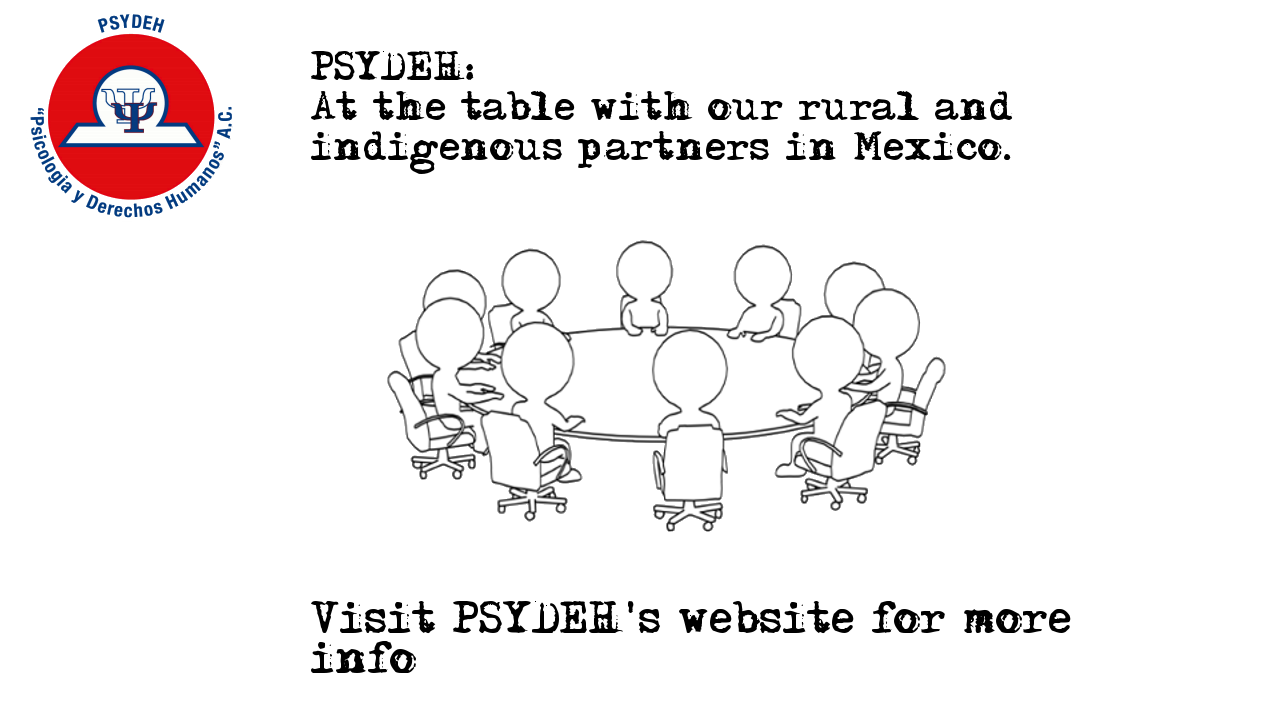 PSYDEH
"Psicología y Derechos Humanos" A.C.
PSYDEH:
At the table with our rural and
indigenous partners in Mexico.
Visit PSYDEH's website for more
info